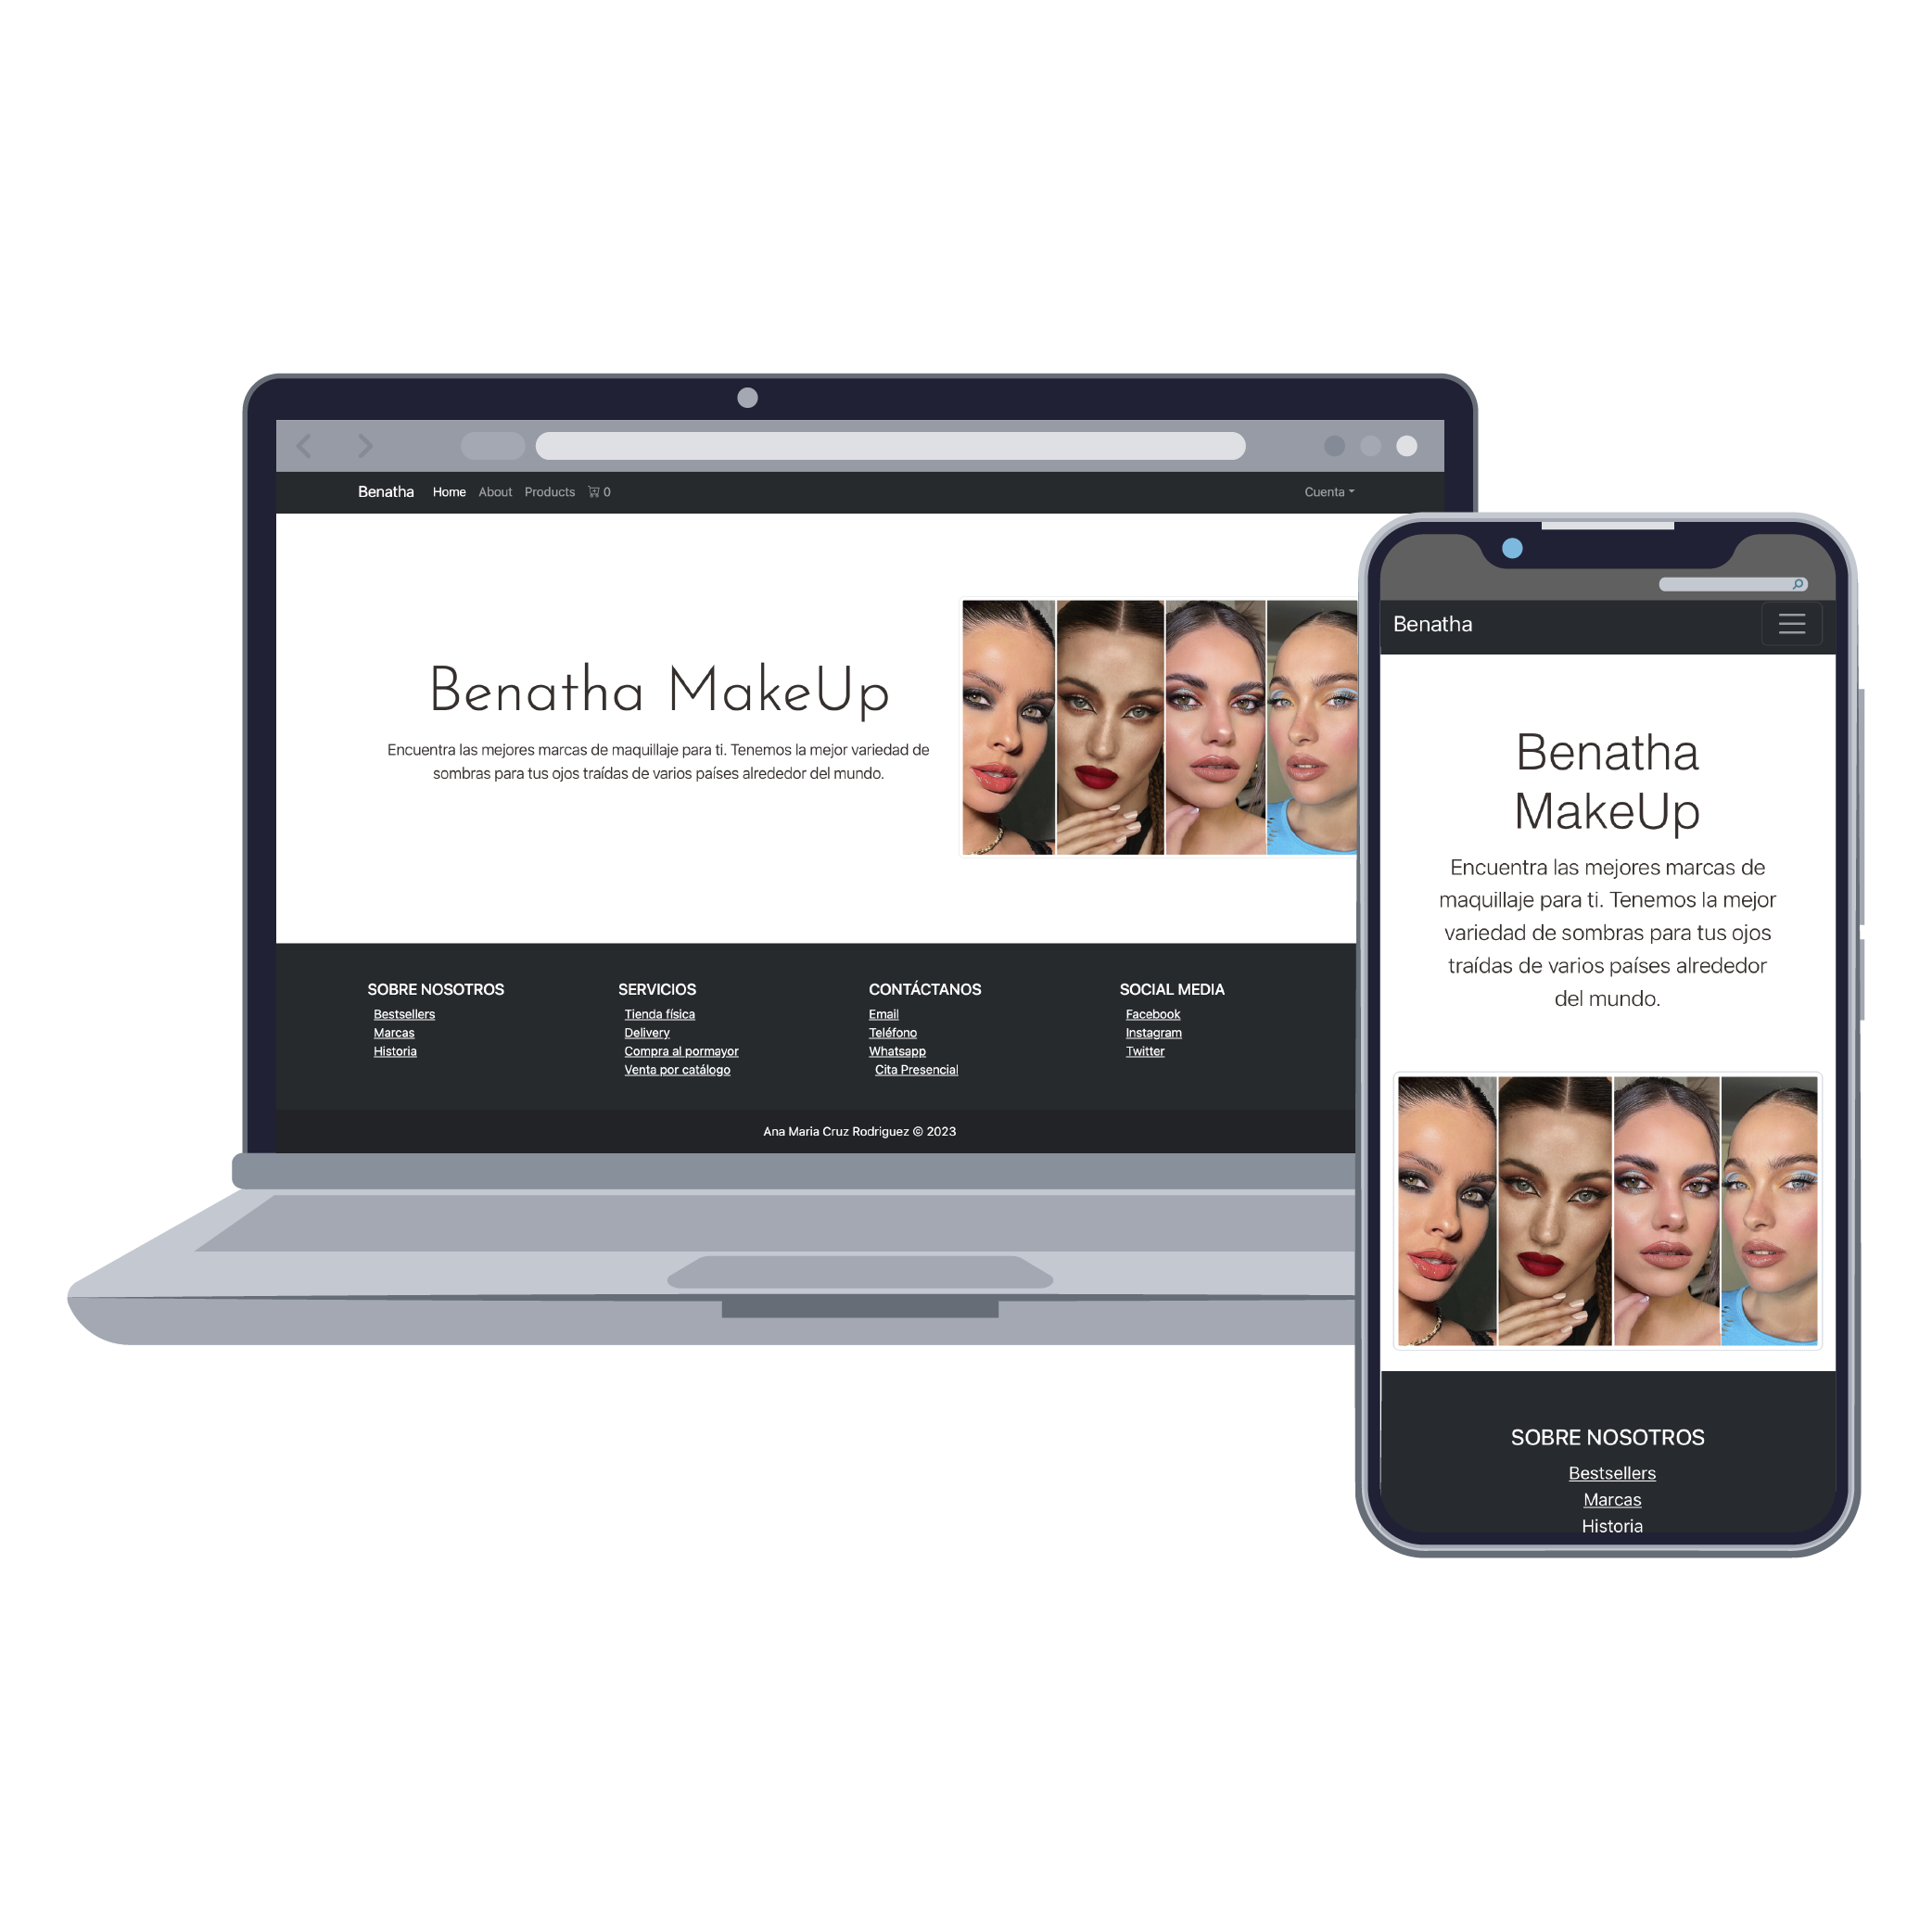 Benatha Home About Products 0 Cuenta
Benatha MakeUp
Encuentra las mejores marcas de maquillaje para ti. Tenemos la mejor variedad de
sombras para tus ojos traídas de varios países alrededor del mundo.
SOBRE NOSOTROS
Bestsellers
Marcas
Historia
SERVICIOS
Tienda física
Delivery
Compra al pormayor
Venta por catálogo
CONTÁCTANOS
Email
Teléfono
Whatsapp
Cita Presencial
SOCIAL MEDIA
Facebook
Instagram
Twitter
Ana Maria Cruz Rodriguez © 2023
Benatha
Benatha
MakeUp
Encuentra las mejores marcas de
maquillaje para ti. Tenemos la mejor
variedad de sombras para tus ojos
traídas de varios países alrededor
del mundo.
SOBRE NOSOTROS
Bestsellers
Marcas
Historia